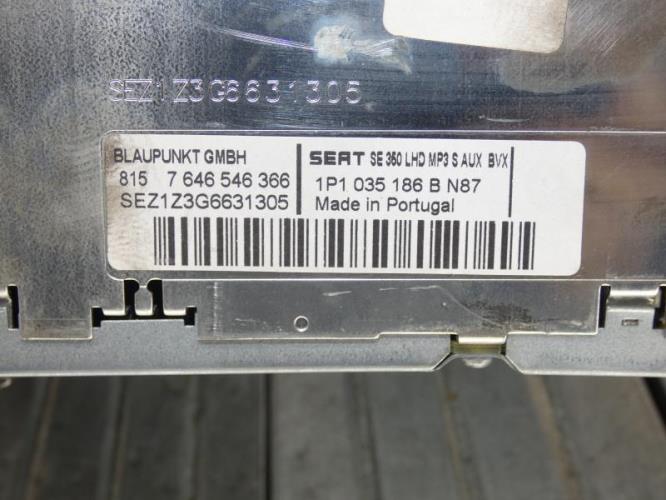 SEZ1Z3G6631305
BLAUPUNKT GMBH
815 7 646 546 366
SEZ1Z3G6631305
SEAT SE 350 LHD MP3 S AUX BVX
1P1 035 186 B N87
Made in Portugal